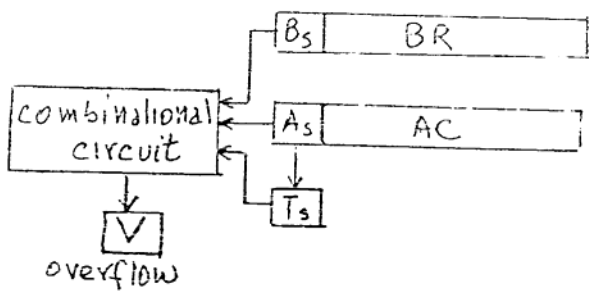 Bs BR
combinational
circuit
As AC
Ts
V
overflow